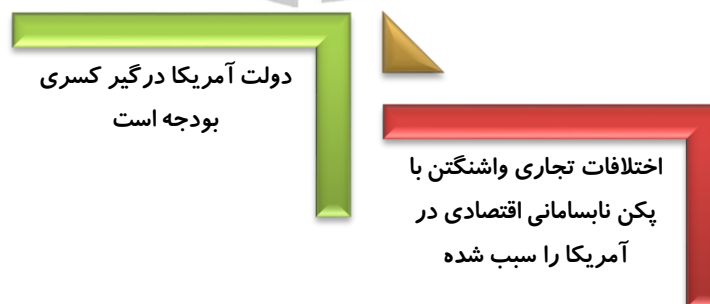 دولت آمریکا درگیر کسری
بودجه است
اختلافات تجاری واشنگتن با
پکن نابسامانی اقتصادی در
آمریکا را سبب شده